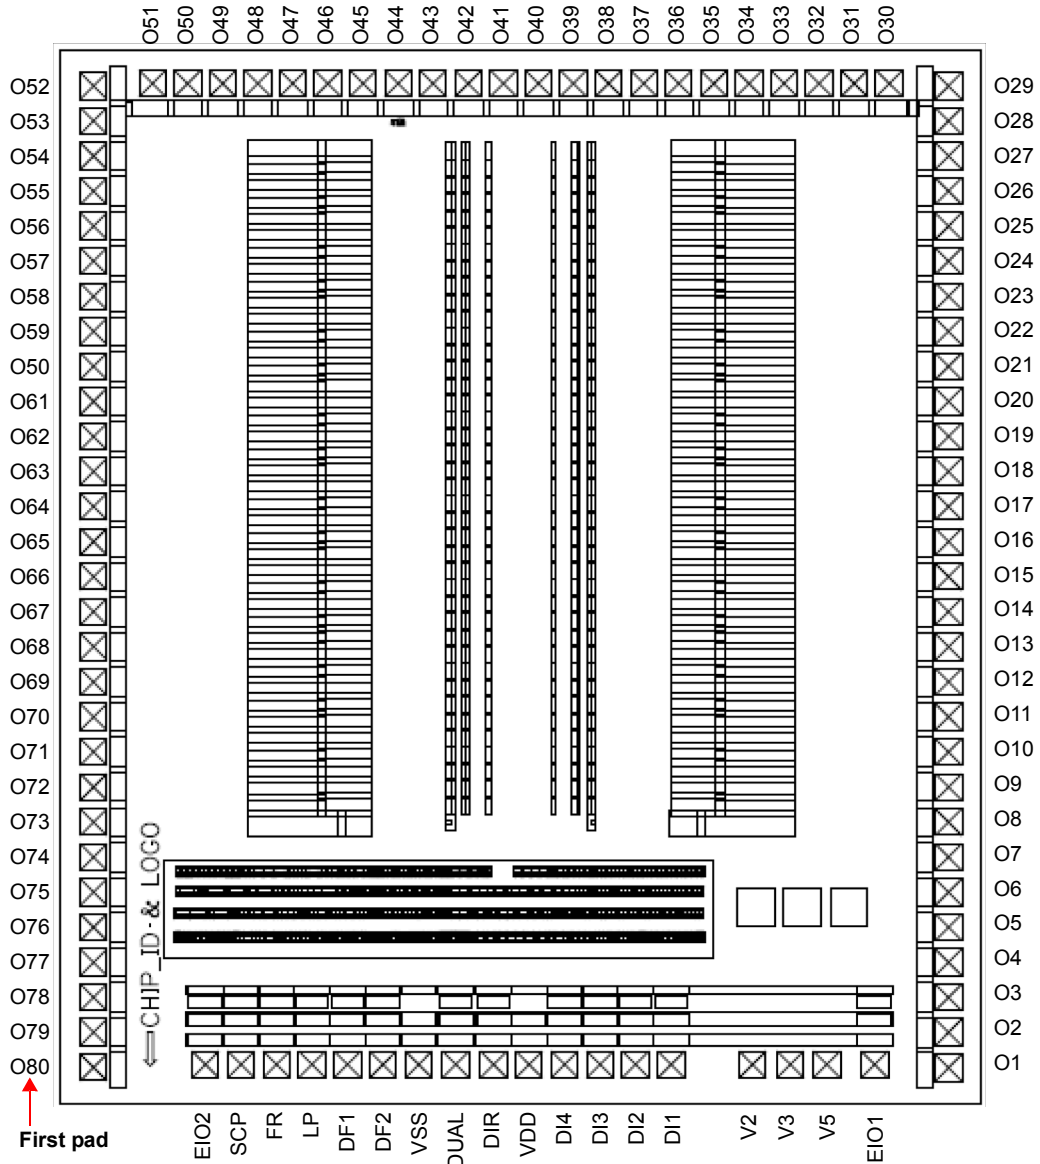 O51 O50 O49 O48 O47 O46 O45 O44 O43 O42 O41 O40 O39 O38 O37 O36 O35 O34 O33 O32 O31 O30
O52 O29
O53 O28
O54 O27
O55 O26
O56 O25
O57 O24
O58 O23
O59 O22
O50 O21
O61 O20
O62 O19
O63 O18
O64 O17
O65 O16
O66 O15
O67 O14
O68 O13
O69 O12
O70 O11
O71 O10
O72 O9
O73 O8
O74 O7
O75 O6
O76 O5
O77 O4
O78 O3
O79 O2
O80 O1
CHIP_ID-& LOGO
First pad
EIO2 SCP FR LP DF1 DF2 VSS DUAL DIR VDD DI4 DI3 DI2 DI1 V2 V3 V5 EIO1